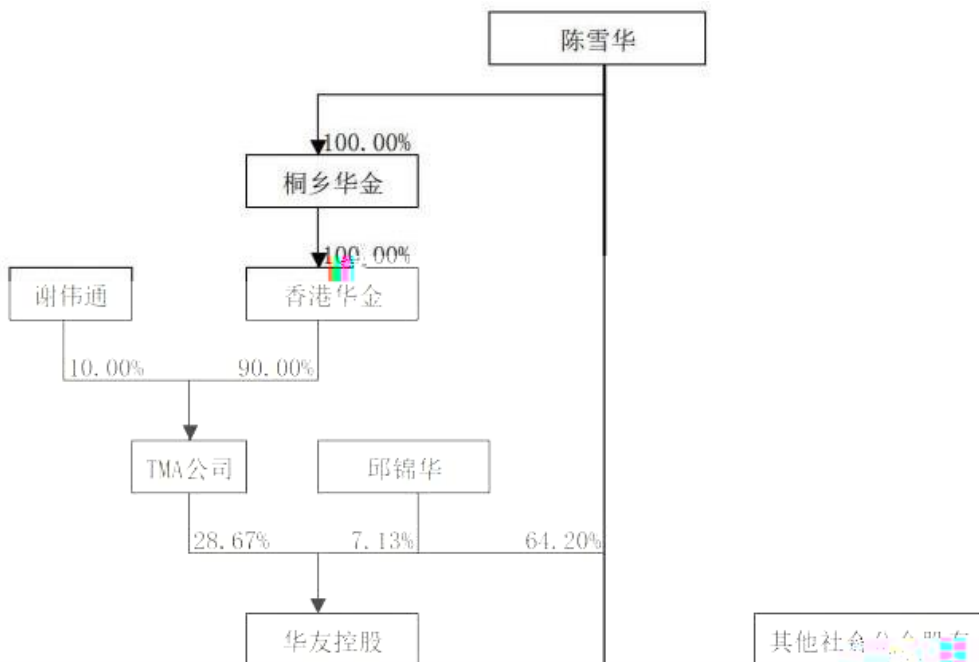 陈雪华
100.00%
桐乡华金
100.00%
谢伟通
香港华金
10.00%
90.00%
TMA公司
邱锦华
28.67%
7.13%
64.20%
华友控股
其他社会